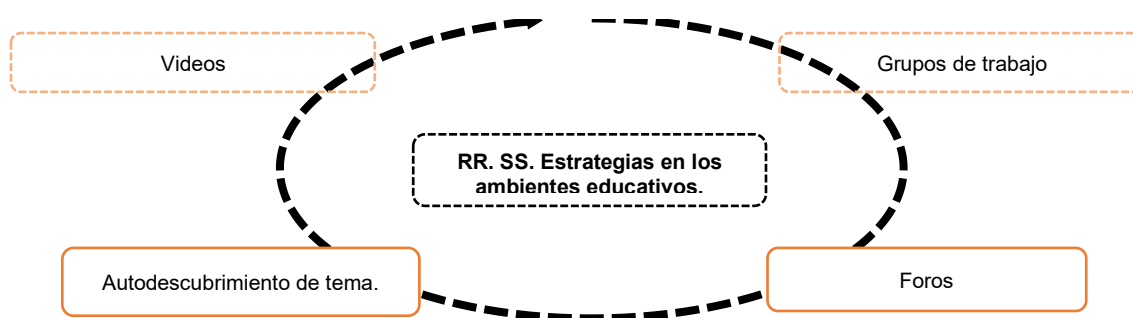 Videos
Grupos de trabajo
RR. SS. Estrategias en los
ambientes educativos.
Autodescubrimiento de tema.
Foros